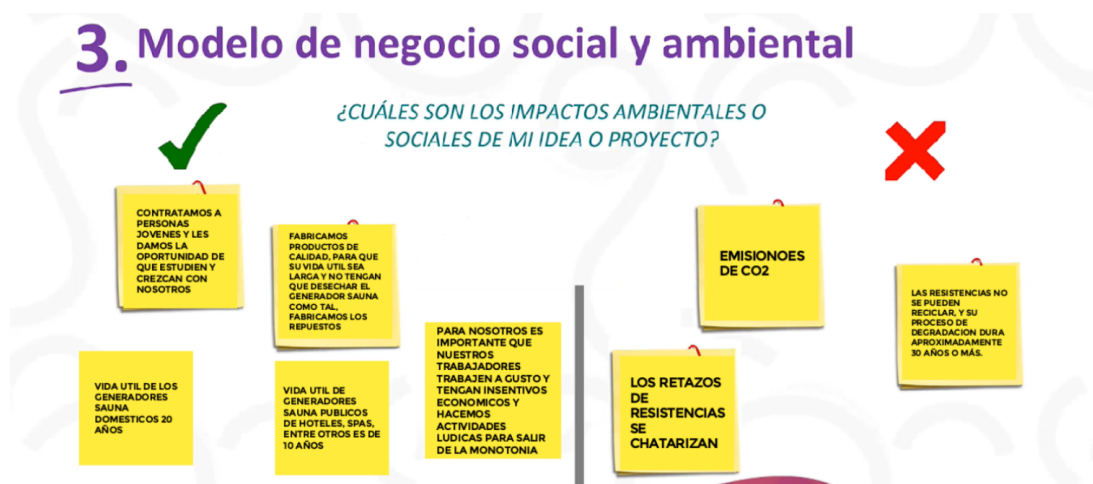 3. Modelo de negocio social y ambiental
¿CUÁLES SON LOS IMPACTOS AMBIENTALES O
SOCIALES DE MI IDEA O PROYECTO?
CONTRATAMOS A
PERSONAS
JOVENES Y LES
DAMOS LA
OPORTUNIDAD DE
QUE ESTUDIEN Y
CREZCAN CON
NOSOTROS
FABRICAMOS
PRODUCTOS DE
CALIDAD, PARA QUE
SU VIDA UTIL SEA
LARGA Y NO TENGAN
QUE DESECHAR EL
GENERADOR SAUNA
COMO TAL,
FABRICAMOS LOS
REPUESTOS
PARA NOSOTROS ES
IMPORTANTE QUE
NUESTROS
TRABAJADORES
TRABAJEN A GUSTO Y
TENGAN INSENTIVOS
ECONOMICOS Y
HACEMOS
ACTIVIDADES
LUDICAS PARA SALIR
DE LA MONOTONIA
VIDA UTIL DE LOS
GENERADORES
SAUNA
DOMESTICOS 20
AÑOS
VIDA UTIL DE
GENERADORES
SAUNA PUBLICOS
DE HOTELES, SPAS,
ENTRE OTROS ES DE
10 AÑOS
EMISIONOES
DE CO2
LAS RESISTENCIAS NO
SE PUEDEN
RECICLAR, Y SU
PROCESO DE
DEGRADACION DURA
APROXIMADAMENTE
30 AÑOS O MÁS.
LOS RETAZOS
DE
RESISTENCIAS
SE
CHATARIZAN